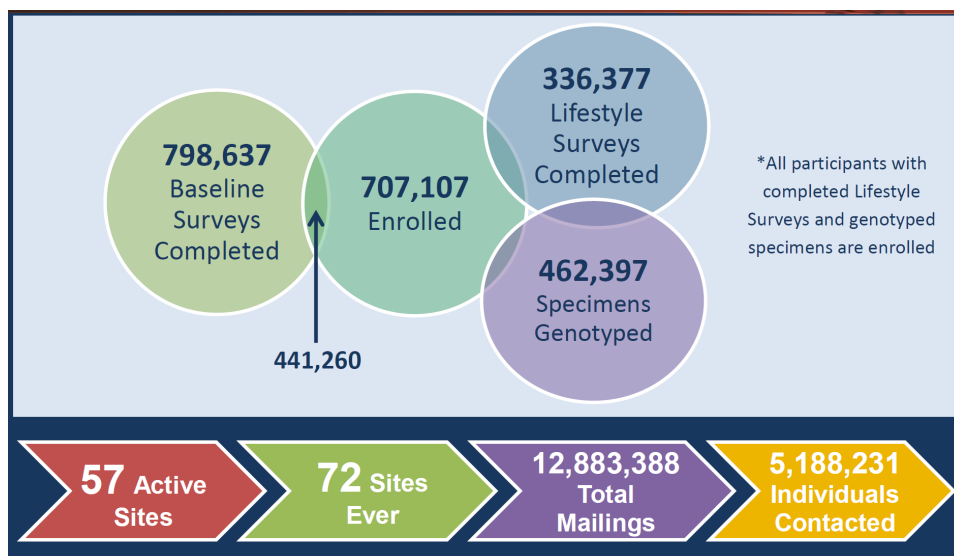 798,637
Baseline
Surveys
Completed
441,260
707,107
Enrolled
336,377
Lifestyle
Surveys
Completed
462,397
Specimens
Genotyped
*All participants with
completed Lifestyle
Surveys and genotyped
specimens are enrolled
57 Active
Sites
72 Sites
Ever
12,883,388
Total
Mailings
5,188,231
Individuals
Contacted